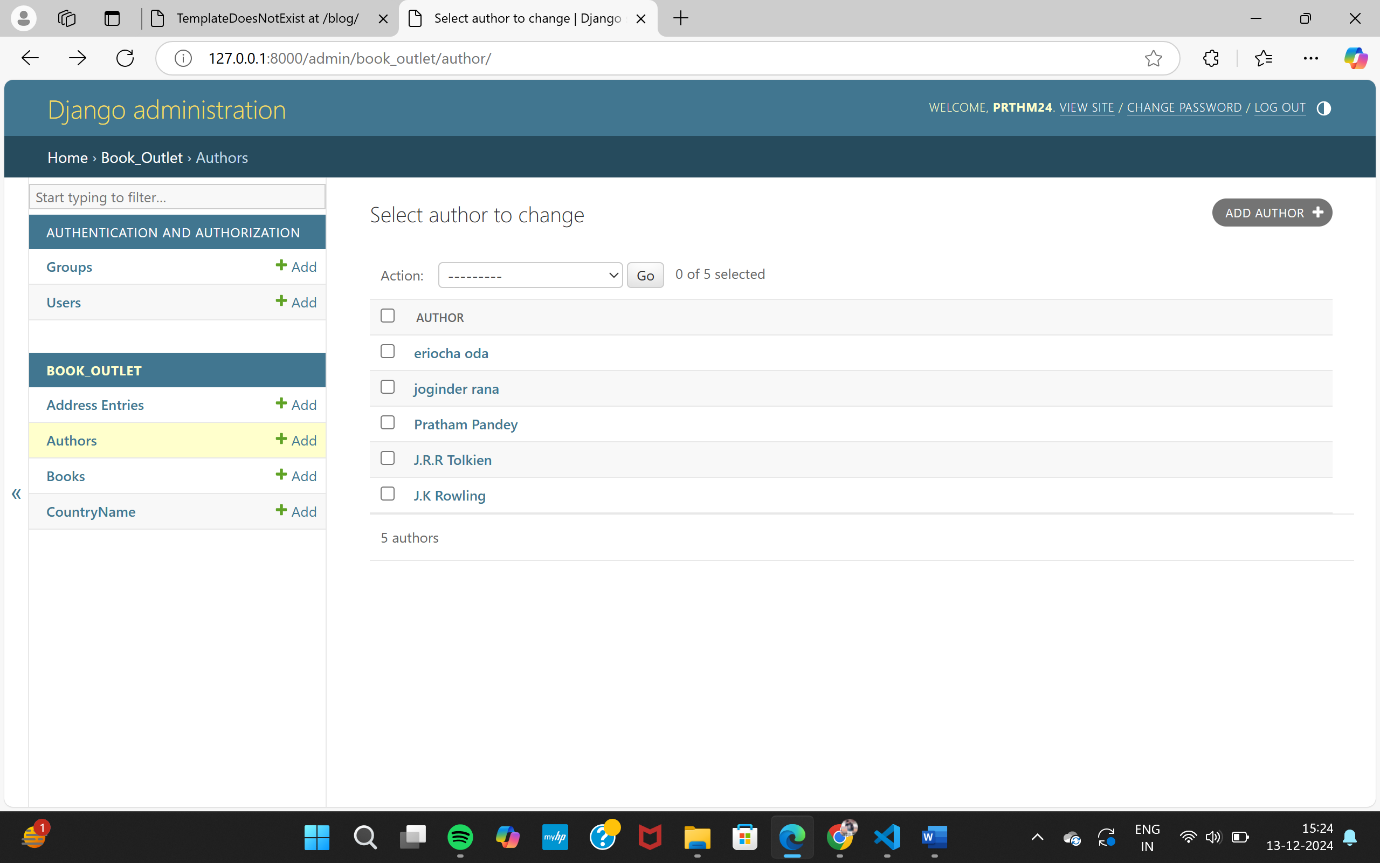 TemplateDoesNotExist at /blog/
Select author to change | Django
127.0.0.1:8000/admin/book_outlet/author/
Django administration
WELCOME, PRTHM24. VIEW SITE / CHANGE PASSWORD / LOG OUT
Home › Book_Outlet › Authors
Start typing to filter...
AUTHENTICATION AND AUTHORIZATION
Groups + Add
Users + Add
BOOK_OUTLET
Address Entries + Add
Authors + Add
Books + Add
CountryName + Add
«
Select author to change
ADD AUTHOR +
Action: --------- Go 0 of 5 selected
AUTHOR
eriocha oda
joginder rana
Pratham Pandey
J.R.R Tolkien
J.K Rowling
5 authors
1
myhp
?
W
ENG
IN
15:24
13-12-2024